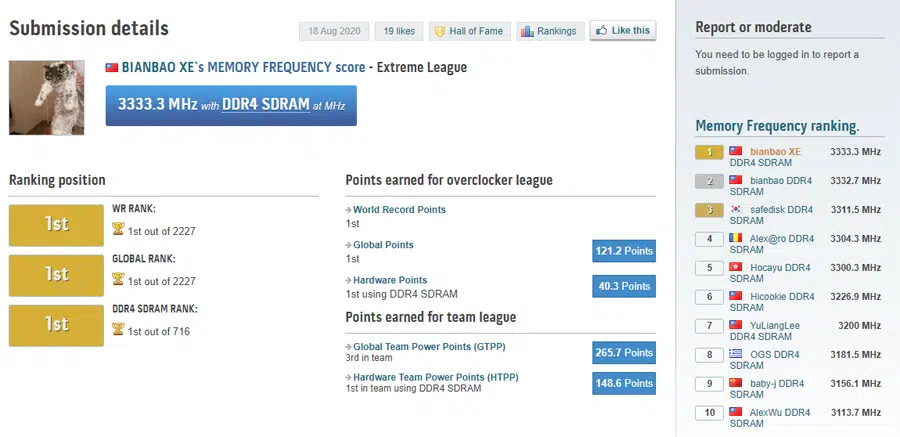 Submission details
18 Aug 2020
19 likes
Hall of Fame
Rankings
Like this
BIANBAO XE`s MEMORY FREQUENCY score - Extreme League
3333.3 MHz with DDR4 SDRAM at MHz
Ranking position
1st
WR RANK:
1st out of 2227
1st
GLOBAL RANK:
1st out of 2227
1st
DDR4 SDRAM RANK:
1st out of 716
Points earned for overclocker league
World Record Points
1st
Global Points
1st
121.2 Points
Hardware Points
1st using DDR4 SDRAM
40.3 Points
Points earned for team league
Global Team Power Points (GTPP)
3rd in team
265.7 Points
Hardware Team Power Points (HTPP)
1st in team using DDR4 SDRAM
148.6 Points
Report or moderate
You need to be logged in to report a
submission.
Memory Frequency ranking.
1 bianbao XE 3333.3 MHz
DDR4 SDRAM
2 bianbao DDR4 3332.7 MHz
SDRAM
3 safedisk DDR4 3311.5 MHz
SDRAM
4 Alex@ro DDR4 3304.3 MHz
SDRAM
5 Hocayu DDR4 3300.3 MHz
SDRAM
6 Hicookie DDR4 3226.9 MHz
SDRAM
7 YuLiangLee 3200 MHz
DDR4 SDRAM
8 OGS DDR4 3181.5 MHz
SDRAM
9 baby-j DDR4 3156.1 MHz
SDRAM
10 AlexWu DDR4 3113.7 MHz
SDRAM